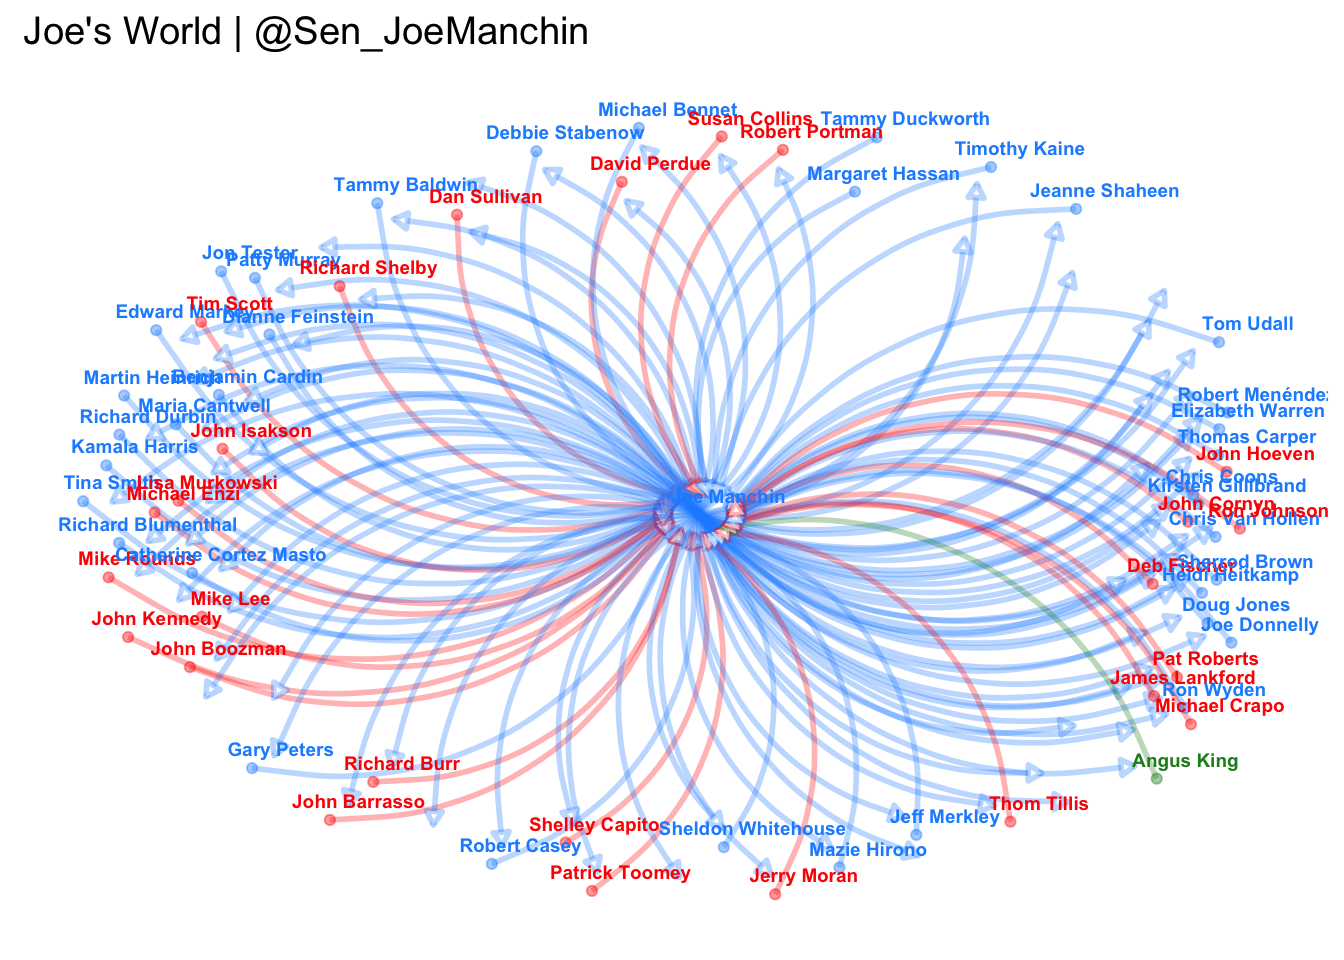 Joe's World | @Sen_JoeManchin
Michael Bennet
Susan Collins
Tammy Duckworth
Debbie Stabenow
Robert Portman
Timothy Kaine
David Perdue
Margaret Hassan
Tammy Baldwin
Dan Sullivan
Jeanne Shaheen
Jon Tester
Patty Murray
Richard Shelby
Tim Scott
Edward Markey
Dianne Feinstein
Tom Udall
Martin Heinrich
Benjamin Cardin
Robert Menéndez
Maria Cantwell
Elizabeth Warren
Richard Durbin
John Isakson
Thomas Carper
Kamala Harris
John Hoeven
Tina Smith
Lisa Murkowski
Chris Coons
Michael Enzi
Kirsten Gillibrand
Joe Manchin
John Cornyn
Ron Johnson
Richard Blumenthal
Chris Van Hollen
Mike Rounds
Catherine Cortez Masto
Sherrod Brown
Deb Fischer
Heidi Heitkamp
Mike Lee
Doug Jones
John Kennedy
Joe Donnelly
John Boozman
Pat Roberts
James Lankford
Ron Wyden
Michael Crapo
Gary Peters
Richard Burr
Angus King
John Barrasso
Thom Tillis
Jeff Merkley
Shelley Capito
Sheldon Whitehouse
Robert Casey
Mazie Hirono
Patrick Toomey
Jerry Moran